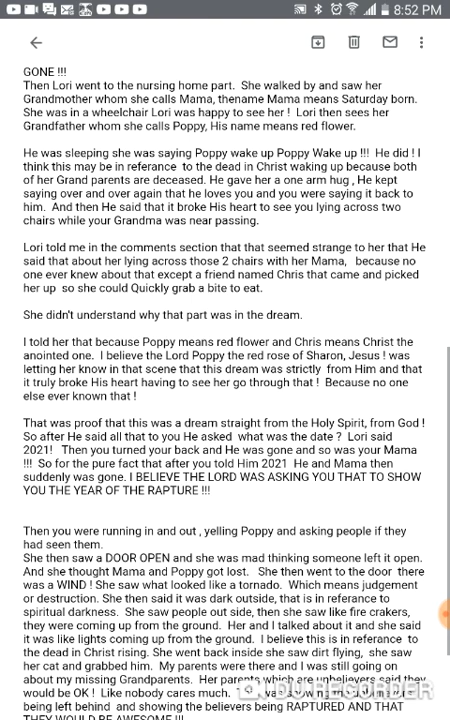 8:52 PM
GONE !!!
Then Lori went to the nursing home part.  She walked by and saw her
Grandmother whom she calls Mama, thename Mama means Saturday born.
She was in a wheelchair Lori was happy to see her !  Lori then sees her
Grandfather whom she calls Poppy, His name means red flower.
He was sleeping she was saying Poppy wake up Poppy Wake up !!!  He did ! I
think this may be in referance  to the dead in Christ waking up because both
of her Grand parents are deceased. He gave her a one arm hug , He kept
saying over and over again that he loves you and you were saying it back to
him.  And then He said that it broke His heart to see you lying across two
chairs while your Grandma was near passing.
Lori told me in the comments section that that seemed strange to her that He
said that about her lying across those 2 chairs with her Mama,   because no
one ever knew about that except a friend named Chris that came and picked
her up  so she could Quickly grab a bite to eat.
She didn't understand why that part was in the dream.
I told her that because Poppy means red flower and Chris means Christ the
anointed one.  I believe the Lord Poppy the red rose of Sharon, Jesus ! was
letting her know in that scene that this dream was strictly  from Him and that
it truly broke His heart having to see her go through that !  Because no one
else ever known that !
That was proof that this was a dream straight from the Holy Spirit, from God !
So after He said all that to you He asked  what was the date ?  Lori said
2021!   Then you turned your back and He was gone and so was your Mama
!!!  So for the pure fact that after you told Him 2021  He and Mama then
suddenly was gone. I BELIEVE THE LORD WAS ASKING YOU THAT TO SHOW
YOU THE YEAR OF THE RAPTURE !!!
Then you were running in and out , yelling Poppy and asking people if they
had seen them.
She then saw a DOOR OPEN and she was mad thinking someone left it open.
And she thought Mama and Poppy got lost.   She then went to the door  there
was a WIND ! She saw what looked like a tornado.  Which means judgement
or destruction. She then said it was dark outside, that is in referance to
spiritual darkness.  She saw people out side, then she saw like fire crakers,
they were coming up from the ground.  Her and I talked about it and she said
it was like lights coming up from the ground.  I believe this is in referance  to
the dead in Christ rising. She went back inside she saw dirt flying,  she saw
her cat and grabbed him.  My parents were there and I was still going on
about my missing Grandparents.  Her parents which are unbelievers said they
would be OK !  Like nobody cares much.
being left behind  and showing the believers being RAPTURED AND THAT
THEY WOULD BE AWESOME !!!
DU RECORDER